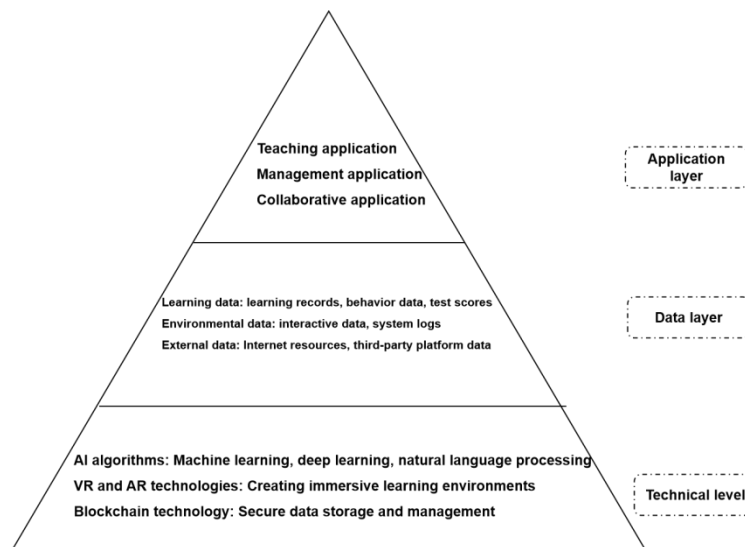 Teaching application
Management application
Collaborative application
Application
layer
Learning data: learning records, behavior data, test scores
Environmental data: interactive data, system logs
External data: Internet resources, third-party platform data
Data layer
AI algorithms: Machine learning, deep learning, natural language processing
VR and AR technologies: Creating immersive learning environments
Blockchain technology: Secure data storage and management
Technical level